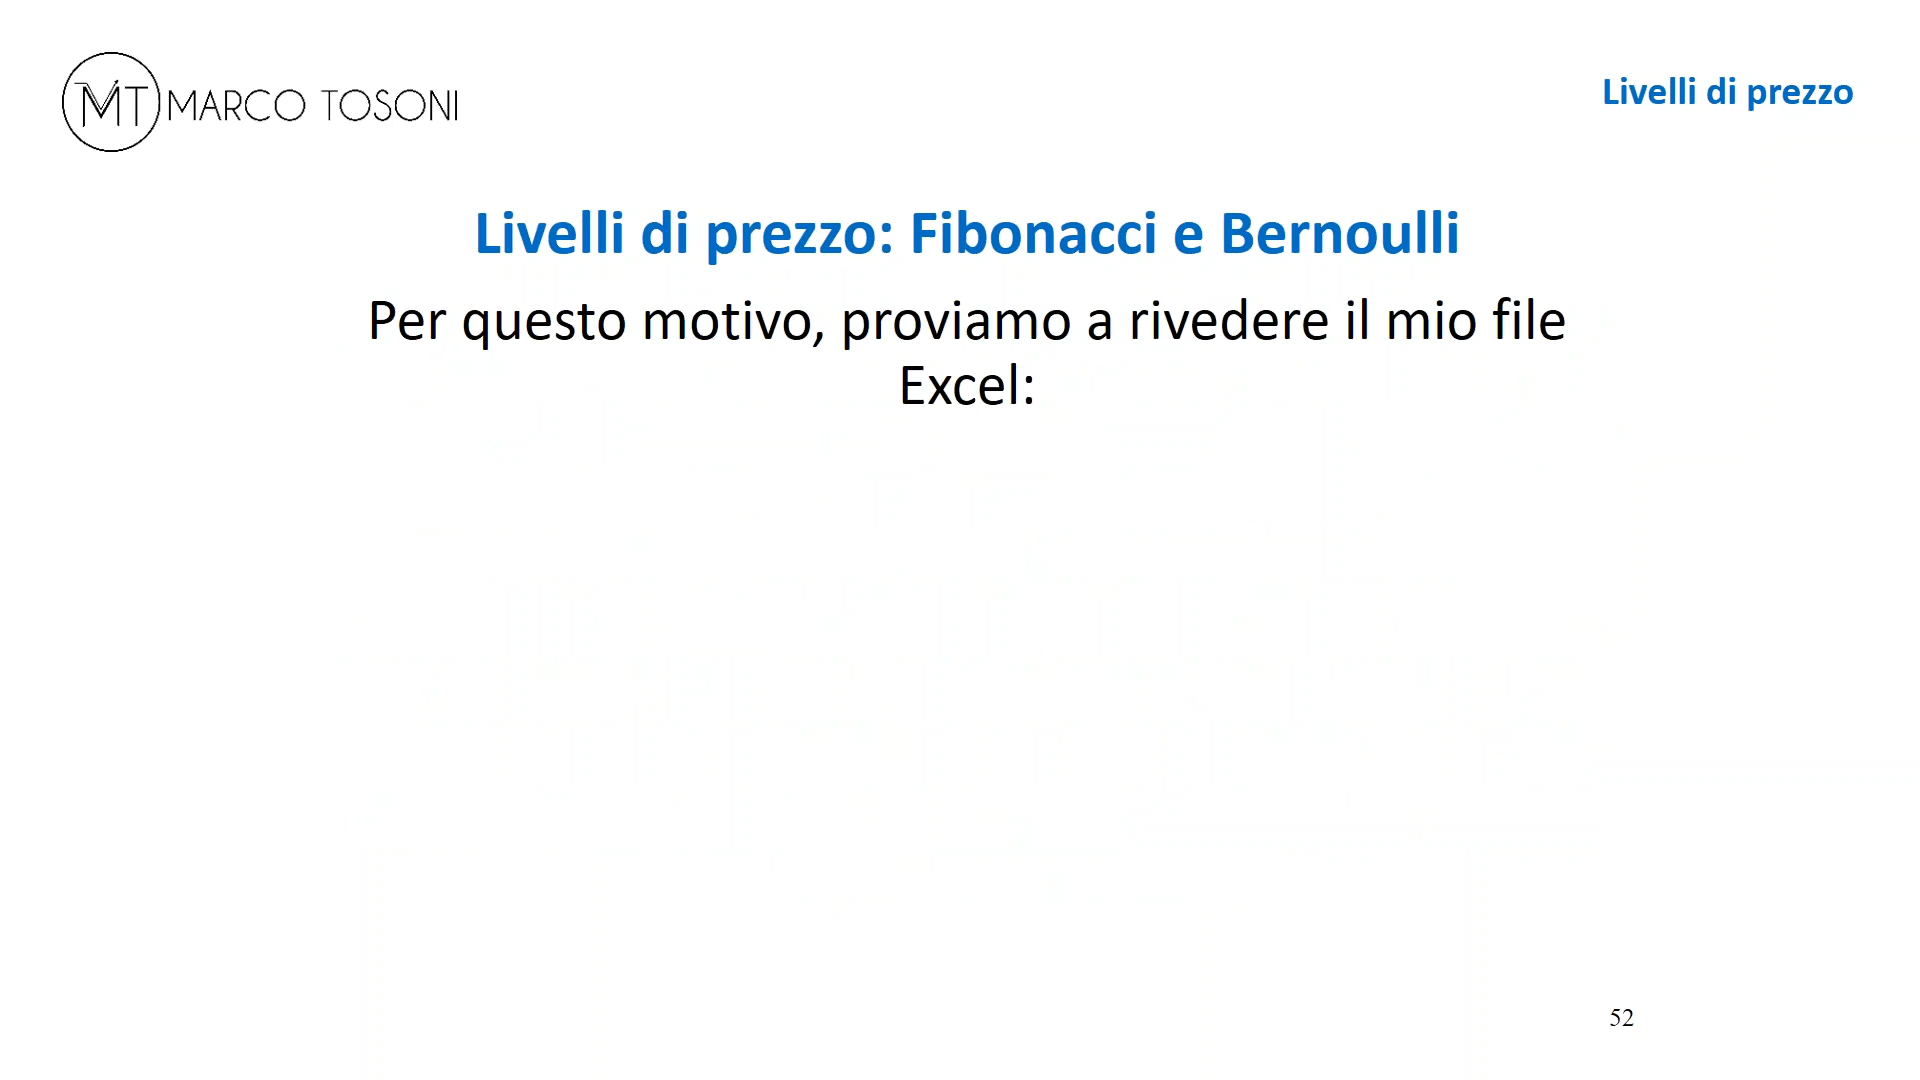 MT MARCO TOSONI
Livelli di prezzo
Livelli di prezzo: Fibonacci e Bernoulli
Per questo motivo, proviamo a rivedere il mio file
Excel:
52